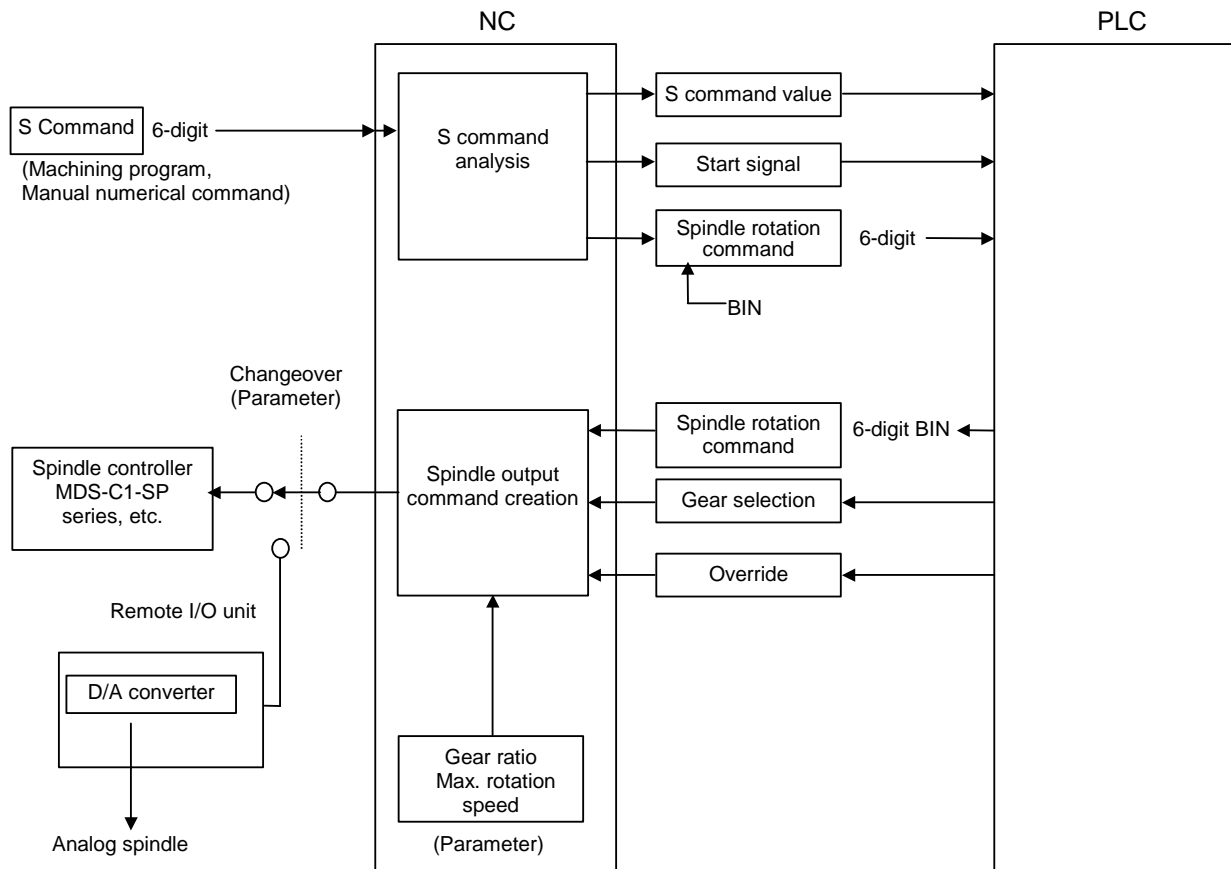 NC
PLC
S Command
6-digit
(Machining program,
Manual numerical command)
S command
analysis
S command value
Start signal
Spindle rotation
command
6-digit
BIN
Changeover
(Parameter)
Spindle controller
MDS-C1-SP
series, etc.
Spindle output
command creation
Spindle rotation
command
6-digit BIN
Gear selection
Override
Remote I/O unit
D/A converter
Analog spindle
Gear ratio
Max. rotation
speed
(Parameter)